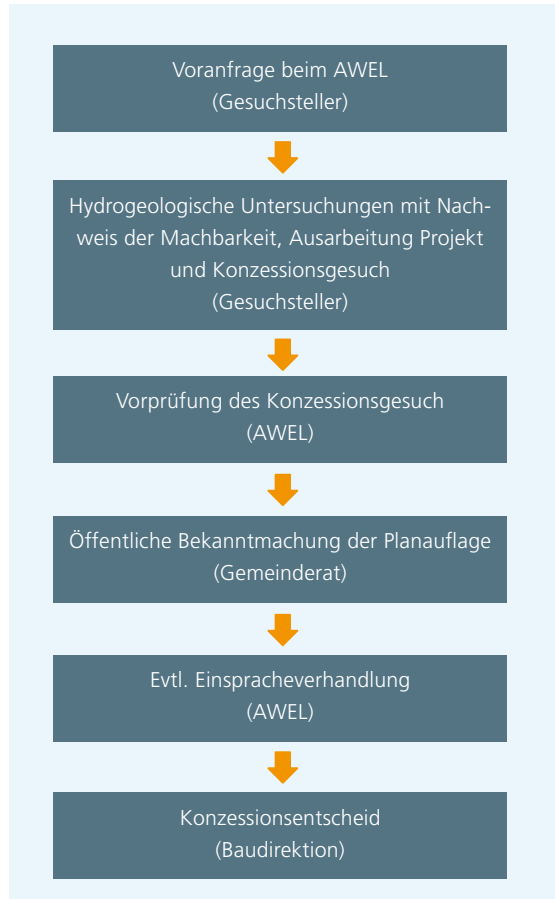 Voranfrage beim AWEL
(Gesuchsteller)
Hydrogeologische Untersuchungen mit Nach-
weis der Machbarkeit, Ausarbeitung Projekt
und Konzessionsgesuch
(Gesuchsteller)
Vorprüfung des Konzessionsgesuch
(AWEL)
Öffentliche Bekanntmachung der Planauflage
(Gemeinderat)
Evtl. Einspracheverhandlung
(AWEL)
Konzessionsentscheid
(Baudirektion)